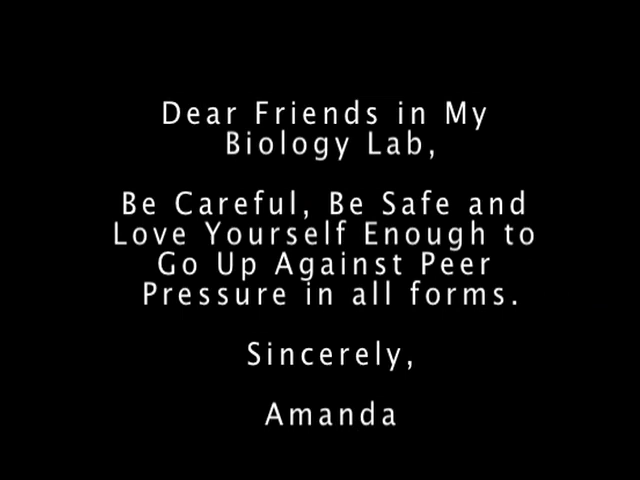 Dear Friends in My
Biology Lab,
Be Careful, Be Safe and
Love Yourself Enough to
Go Up Against Peer
Pressure in all forms.
Sincerely,
Amanda